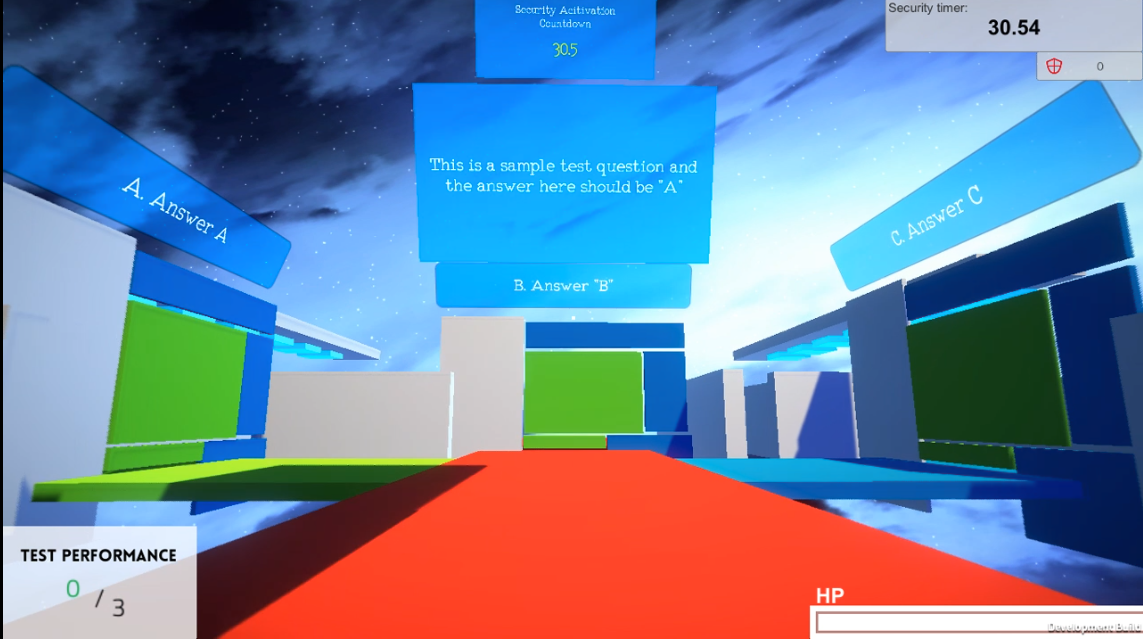 Security Acitivation
Countdown
30.5
Security timer:
30.54
0
This is a sample test question and
the answer here should be "A"
A. Answer A
C. Answer C
B. Answer "B"
TEST PERFORMANCE
0 / 3
HP
Development Build